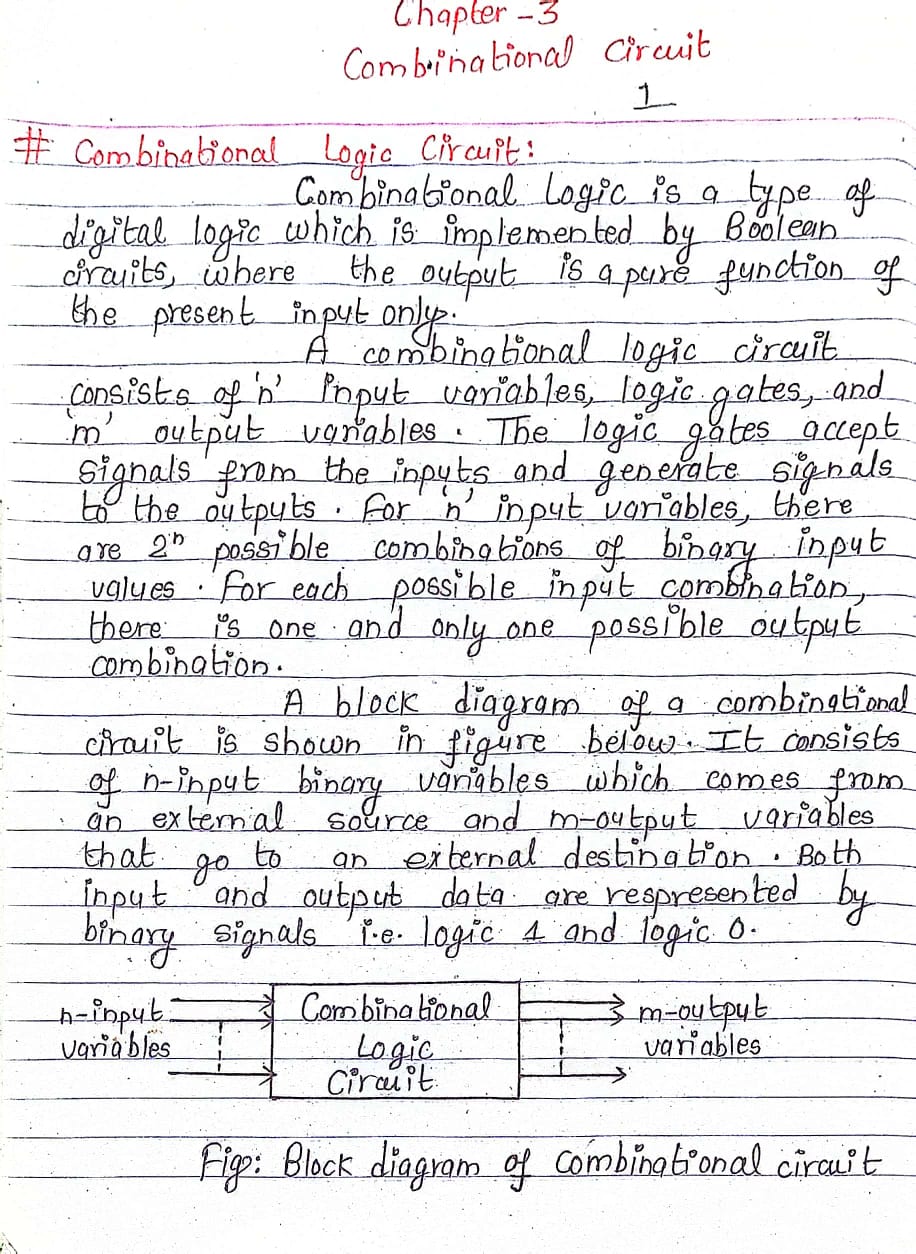 Chapter -3
Combinational Circuit
1
# Combinational Logic Circuit:
Combinational Logic is a type of
digital logic which is implemented by Boolean
circuits, where the output is a pure function of
the present input only.
A combinational logic circuit
consists of 'n' input variables, logic gates, and
'm' output variables. The logic gates accept
signals from the inputs and generate signals
to the outputs. For 'n' input variables, there
are 2ⁿ possible combinations of binary input
values. For each possible input combination,
there is one and only one possible output
combination.
A block diagram of a combinational
circuit is shown in figure below. It consists
of n-input binary variables which comes from
an external source and m-output variables
that go to an external destination. Both
input and output data are respresented by
binary signals i.e. logic 1 and logic 0.
n-input
variables
Combinational
Logic
Circuit
m-output
variables
Fig: Block diagram of combinational circuit